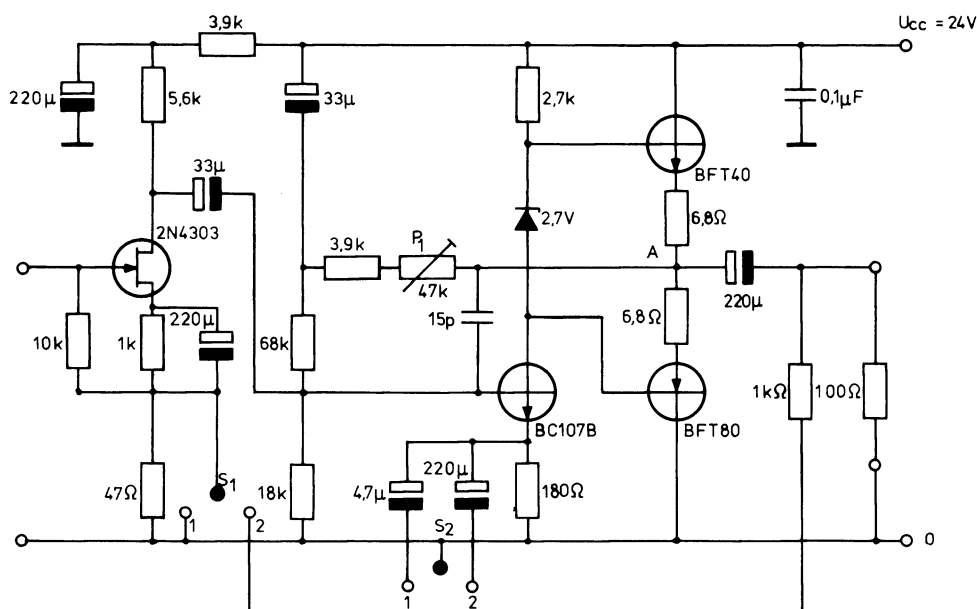 3,9k
Ucc = 24V
220µ
5,6k
33µ
2,7k
0,1µF
33µ
BFT40
2N4303
2,7V
6,8Ω
3,9k
P1
A
47k
220µ
220µ
15p
6,8Ω
10k
1k
68k
1kΩ
100Ω
BC107B
BFT80
47Ω
S1
18k
4,7µ
220µ
180Ω
1
2
S2
0
1
2